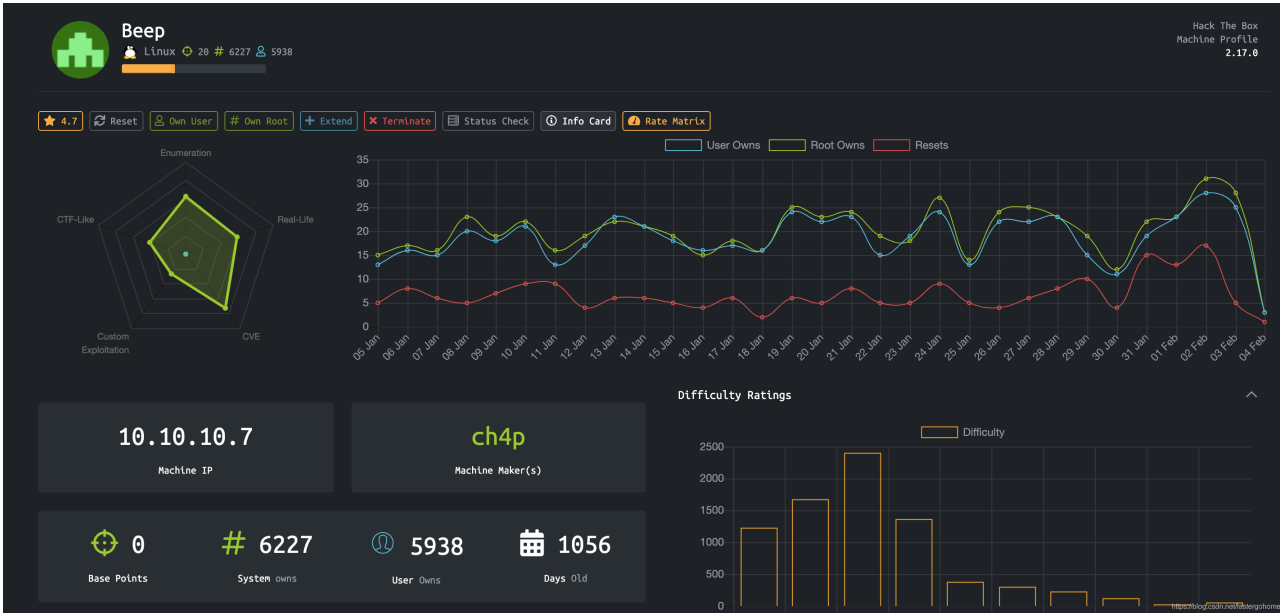 Beep
Linux 20 # 6227 5938
Hack The Box
Machine Profile
2.17.0
4.7
Reset
Own User
# Own Root
+ Extend
× Terminate
Status Check
Info Card
Rate Matrix
Enumeration
CTF-Like
Real-Life
Custom
Exploitation
CVE
User Owns
Root Owns
Resets
35
30
25
20
15
10
5
0
05 Jan
06 Jan
07 Jan
08 Jan
09 Jan
10 Jan
11 Jan
12 Jan
13 Jan
14 Jan
15 Jan
16 Jan
17 Jan
18 Jan
19 Jan
20 Jan
21 Jan
22 Jan
23 Jan
24 Jan
25 Jan
26 Jan
27 Jan
28 Jan
29 Jan
30 Jan
31 Jan
01 Feb
02 Feb
03 Feb
04 Feb
10.10.10.7
Machine IP
ch4p
Machine Maker(s)
0
Base Points
# 6227
System owns
5938
User Owns
1056
Days Old
Difficulty Ratings
Difficulty
2500
2000
1500
1000
500
0
https://blog.csdn.net/fastergohome